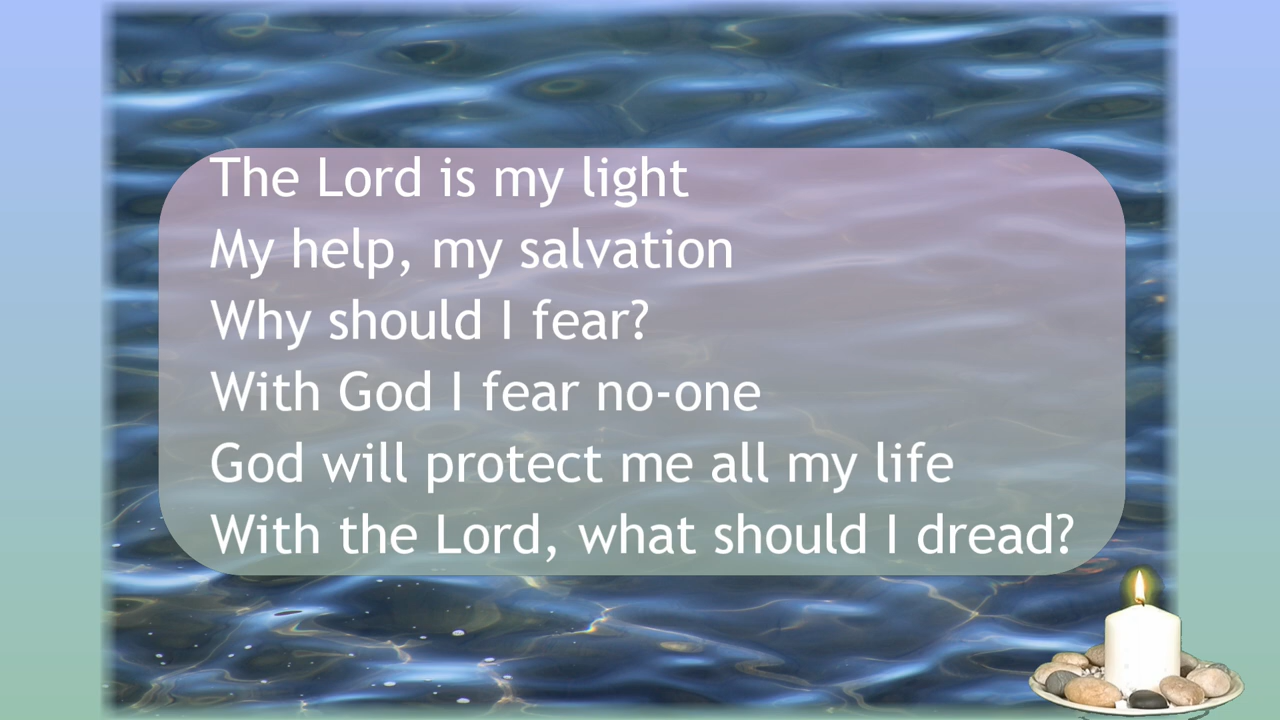 The Lord is my light
My help, my salvation
Why should I fear?
With God I fear no-one
God will protect me all my life
With the Lord, what should I dread?